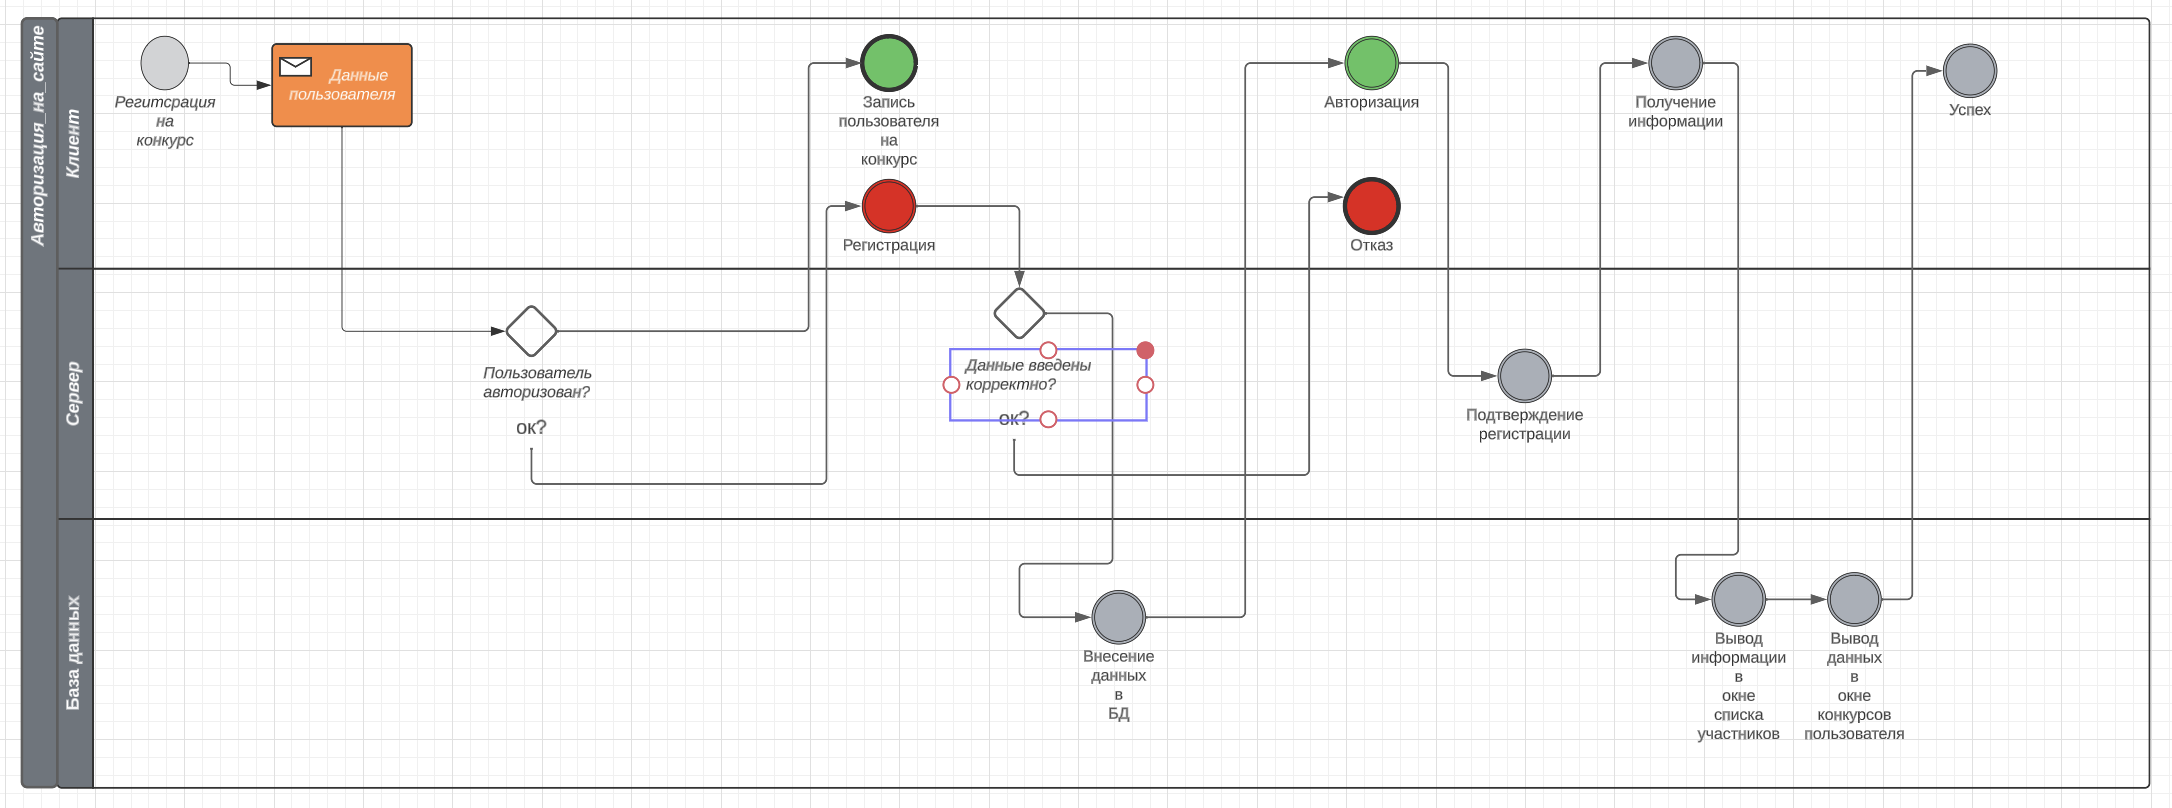 Авторизация_на_сайте
Клиент
Регитсрация
на
конкурс
Данные
пользователя
Запись
пользователя
на
конкурс
Регистрация
Авторизация
Отказ
Получение
информации
Успех
Сервер
Пользователь
авторизован?
ок?
Данные введены
корректно?
ок?
Подтверждение
регистрации
База данных
Внесение
данных
в
БД
Вывод
информации
в
окне
списка
участников
Вывод
данных
в
окне
конкурсов
пользователя